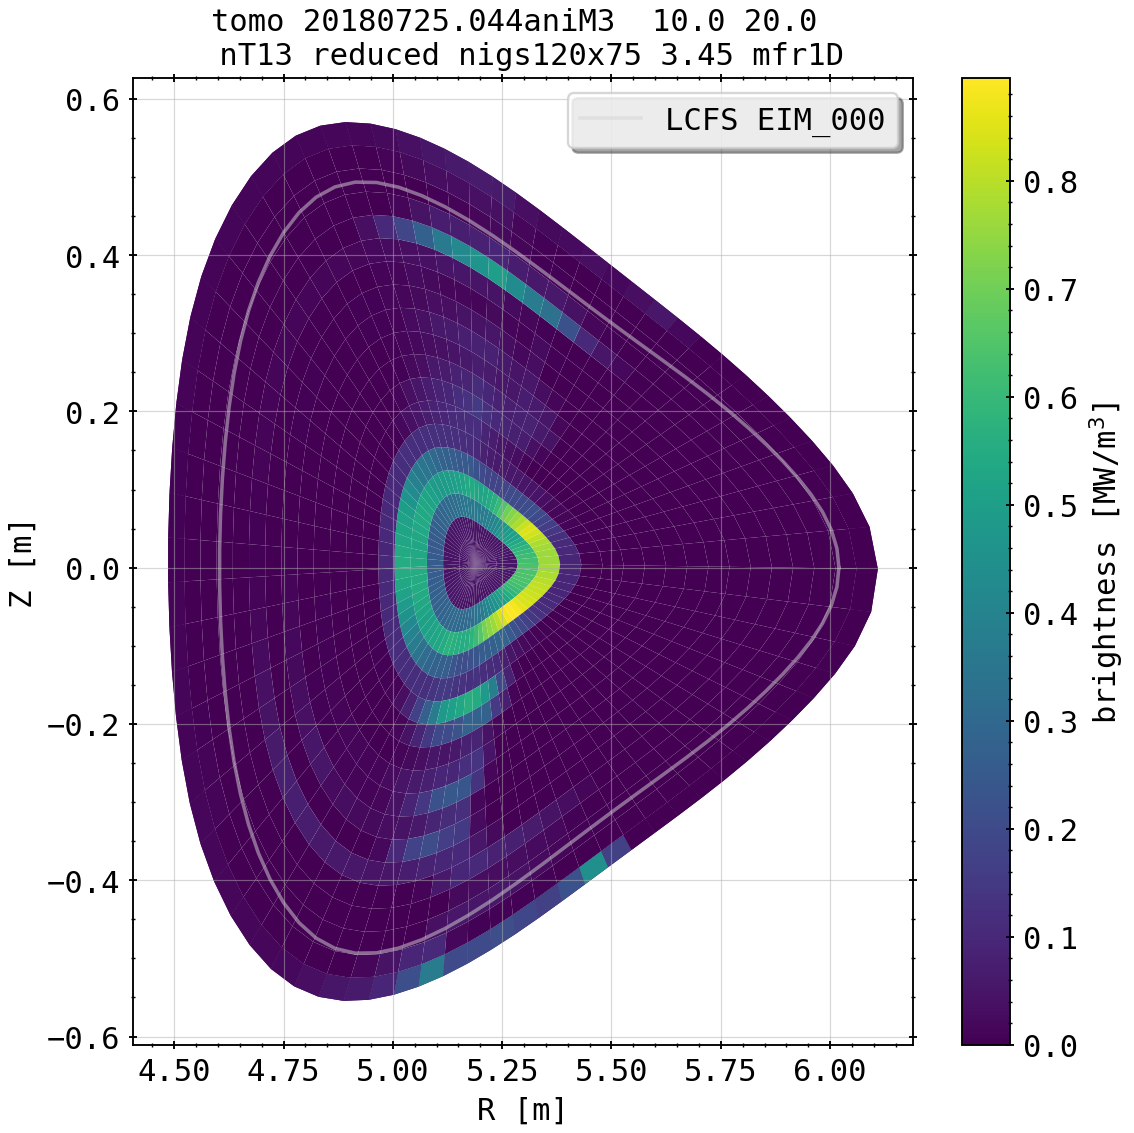 tomo 20180725.044aniM3  10.0 20.0
nT13 reduced nigs120x75 3.45 mfr1D
LCFS EIM_000
0.6
0.4
0.2
0.0
−0.2
−0.4
−0.6
Z [m]
4.50 4.75 5.00 5.25 5.50 5.75 6.00
R [m]
0.8
0.7
0.6
0.5
0.4
0.3
0.2
0.1
0.0
brightness [MW/m³]